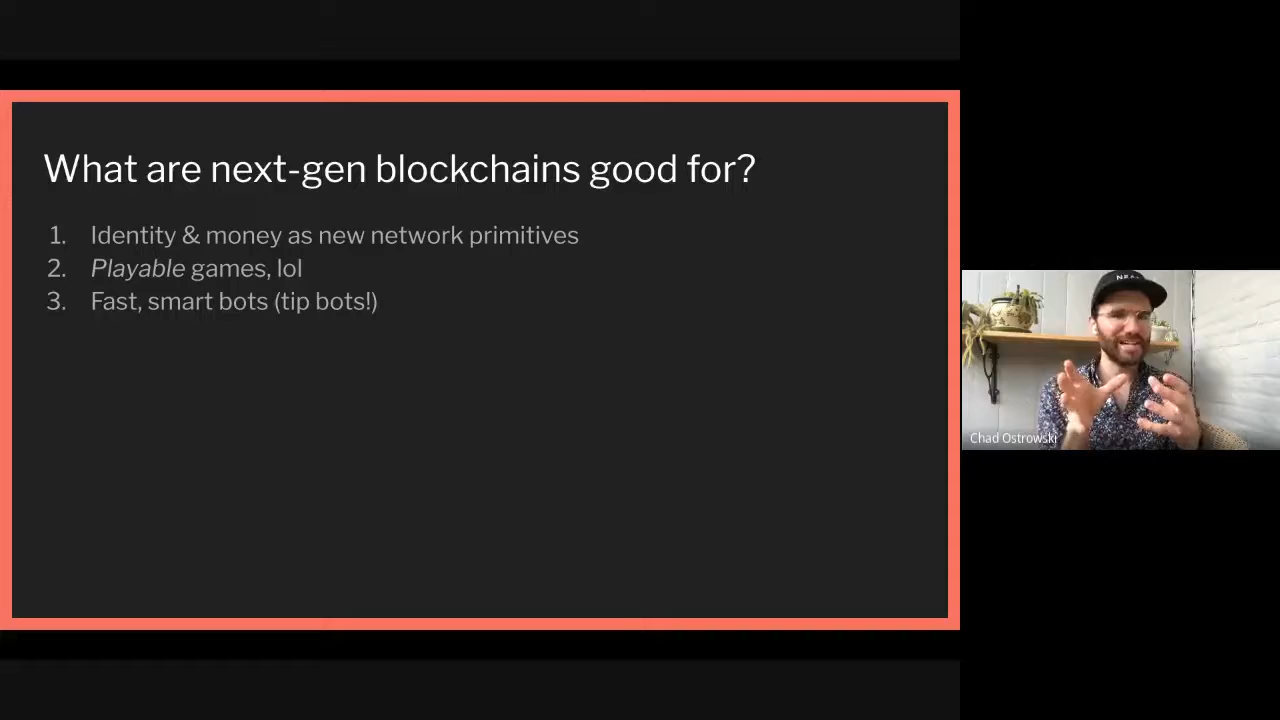 What are next-gen blockchains good for?
1. Identity & money as new network primitives
2. Playable games, lol
3. Fast, smart bots (tip bots!)
Chad Ostrowski